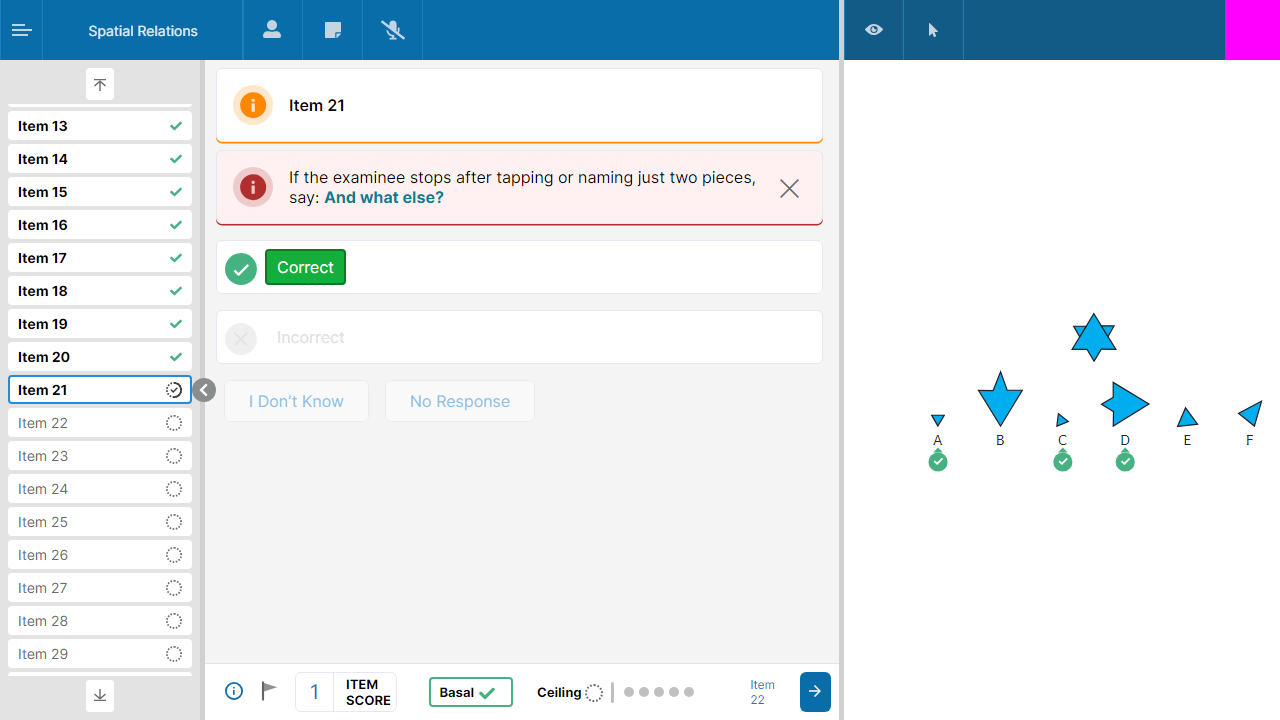 Spatial Relations
Item 13
Item 14
Item 15
Item 16
Item 17
Item 18
Item 19
Item 20
Item 21
Item 22
Item 23
Item 24
Item 25
Item 26
Item 27
Item 28
Item 29
Item 21
If the examinee stops after tapping or naming just two pieces,
say: And what else?
Correct
Incorrect
I Don’t Know
No Response
1
ITEM
SCORE
Basal
Ceiling
Item
22
A B C D E F